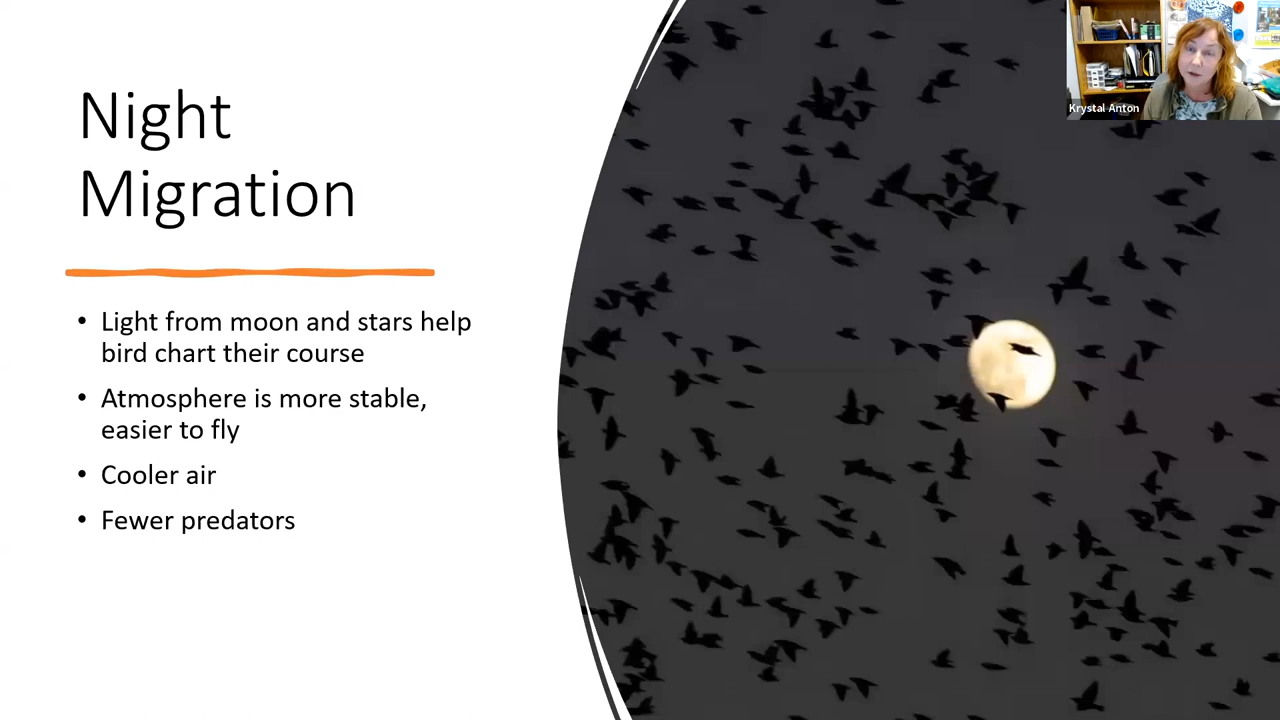 Night
Migration
• Light from moon and stars help
bird chart their course
• Atmosphere is more stable,
easier to fly
• Cooler air
• Fewer predators
Krystal Anton